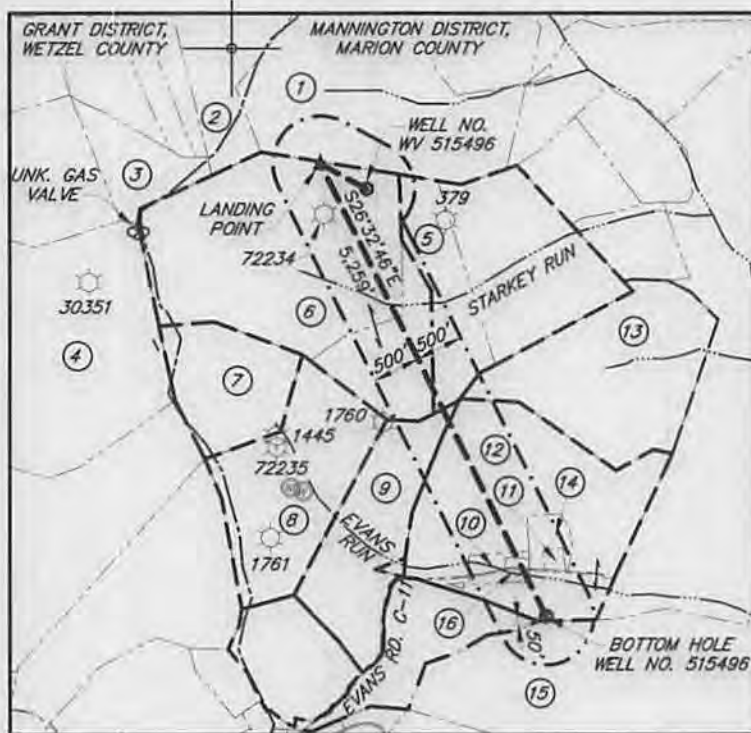 GRANT DISTRICT,
WETZEL COUNTY
MANNINGTON DISTRICT,
MARION COUNTY
1
2
WELL NO.
WV 515496
3
UNK. GAS
VALVE
LANDING
POINT
379
S26°32'46"E
5,259'
5
72234
STARKEY RUN
30351
6
13
4
500' 500'
7
1760
1445
12
72235
9
14
11
8
10
EVANS
RUN
1761
16
50'
EVANS RD. C-11
BOTTOM HOLE
WELL NO. 515496
15